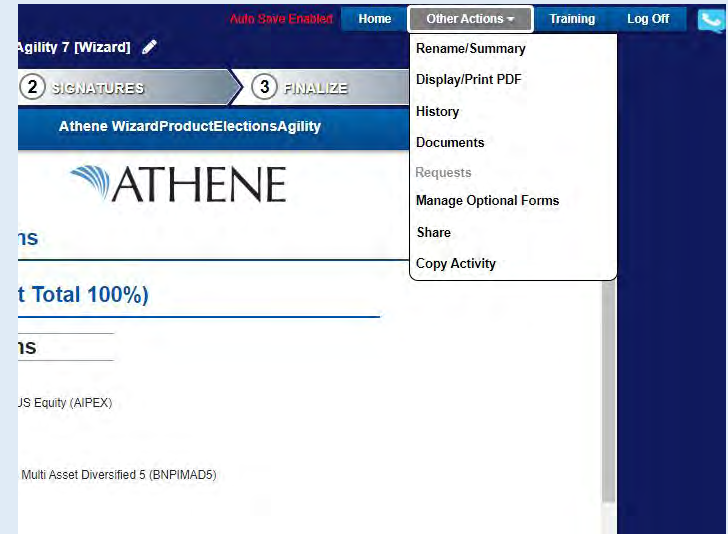 Auto Save Enabled Home Other Actions Training Log Off
Agility 7 [Wizard]
Rename/Summary
Display/Print PDF
2 SIGNATURES 3 FINALIZE
History
Athene WizardProductElectionsAgility
Documents
Requests
ATHENE
Manage Optional Forms
Share
Copy Activity
ns
t Total 100%)
ns
US Equity (AIPEX)
Multi Asset Diversified 5 (BNPIMAD5)